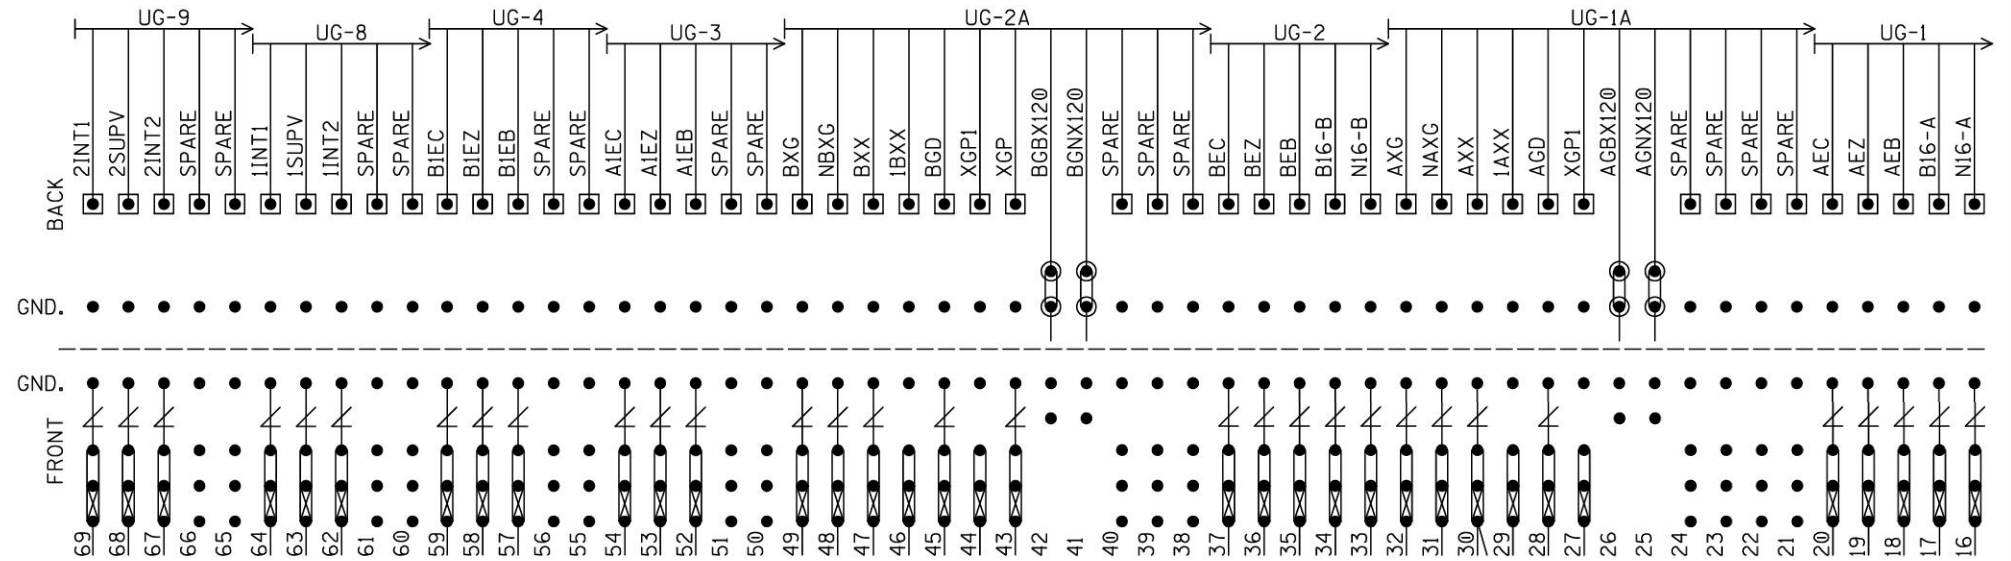 UG-9 UG-4 UG-2A UG-1A
UG-8 UG-3 UG-2 UG-1
2INT1 2SUPV 2INT2 SPARE SPARE 1INT1 1SUPV 1INT2 SPARE SPARE B1EC B1EZ B1EB SPARE SPARE A1EC A1EZ A1EB SPARE SPARE BXG NBXG BXX 1BXX BGD XGP1 XGP BGBX120 BGNX120 SPARE SPARE SPARE BEC BEZ BEB B16-B N16-B AXG NAXG AXX 1AXX AGD XGP1 AGBX120 AGNX120 SPARE SPARE SPARE SPARE AEC AEZ AEB B16-A N16-A
BACK
GND.
GND.
FRONT
69 68 67 66 65 64 63 62 61 60 59 58 57 56 55 54 53 52 51 50 49 48 47 46 45 44 43 42 41 40 39 38 37 36 35 34 33 32 31 30 29 28 27 26 25 24 23 22 21 20 19 18 17 16